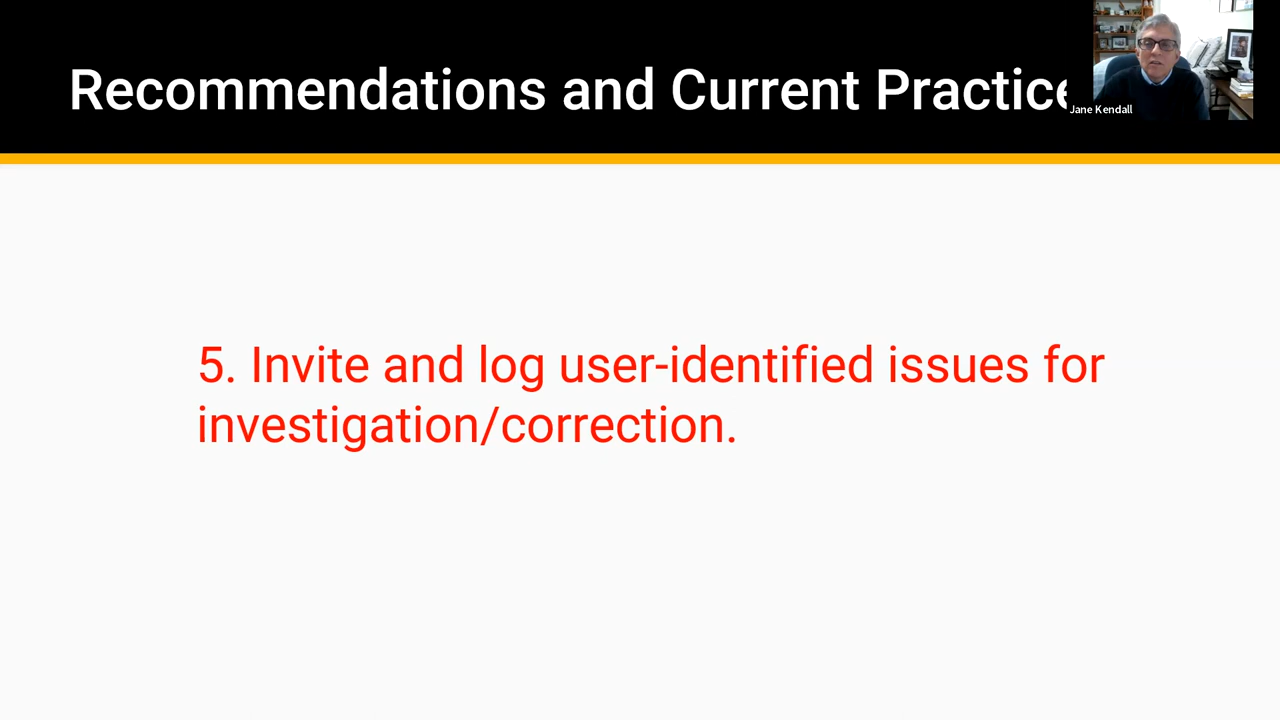 Recommendations and Current Practice
Jane Kendall
5. Invite and log user-identified issues for
investigation/correction.